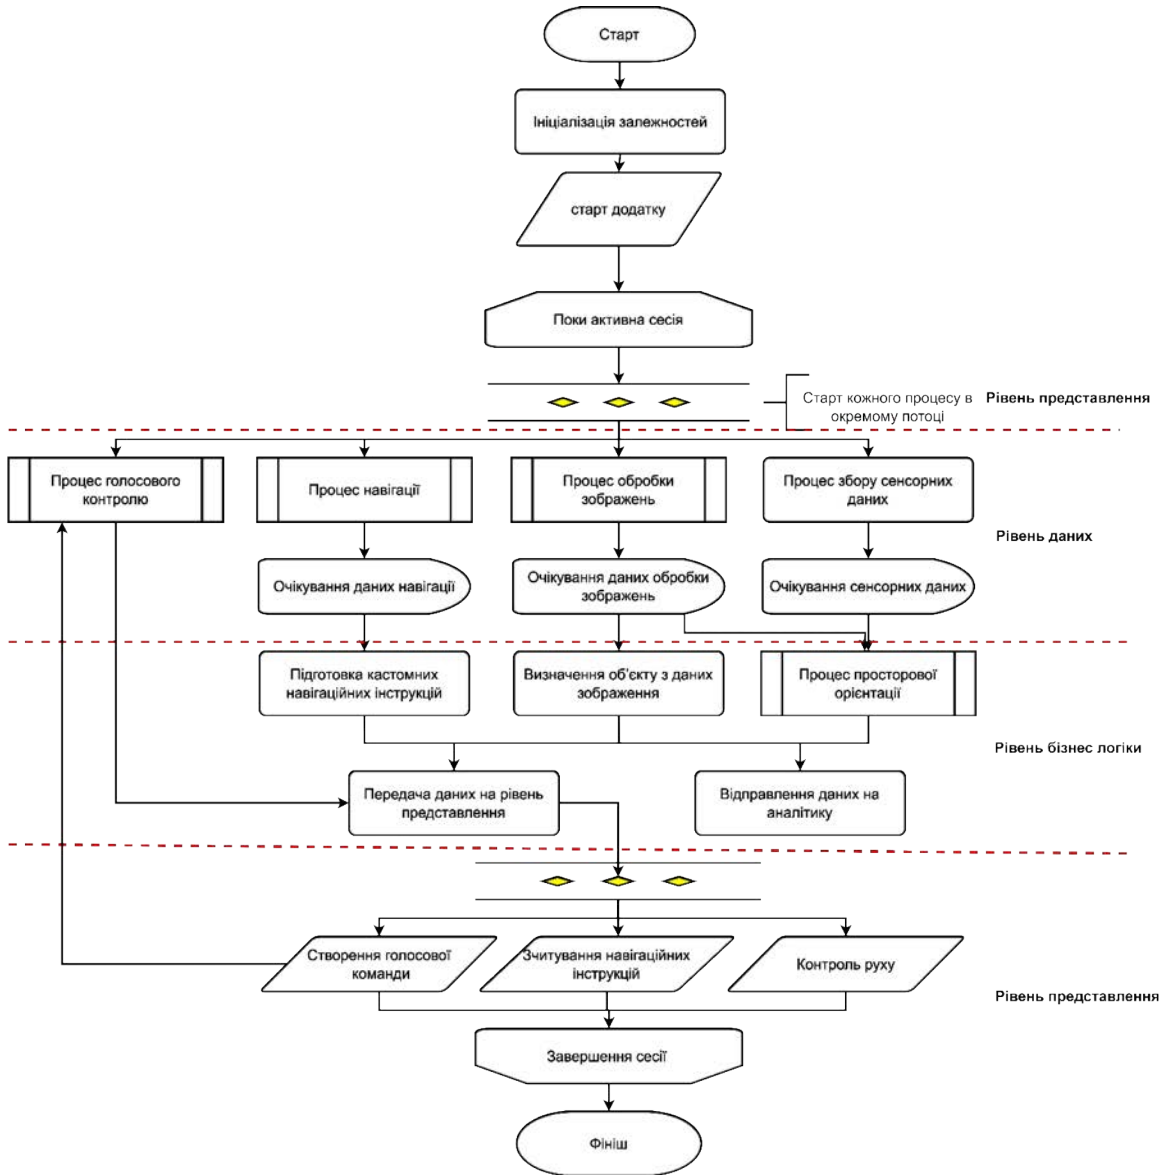 Старт
Ініціалізація залежностей
старт додатку
Поки активна сесія
Старт кожного процесу в
окремому потоці
Рівень представлення
Процес голосового
контролю
Процес навігації
Процес обробки
зображень
Процес збору сенсорних
даних
Рівень даних
Очікування даних навігації
Очікування даних обробки
зображень
Очікування сенсорних даних
Підготовка кастомних
навігаційних інструкцій
Визначення об'єкту з даних
зображення
Процес просторової
орієнтації
Рівень бізнес логіки
Передача даних на рівень
представлення
Відправлення даних на
аналітику
Створення голосової
команди
Зчитування навігаційних
інструкцій
Контроль руху
Рівень представлення
Завершення сесії
Фініш